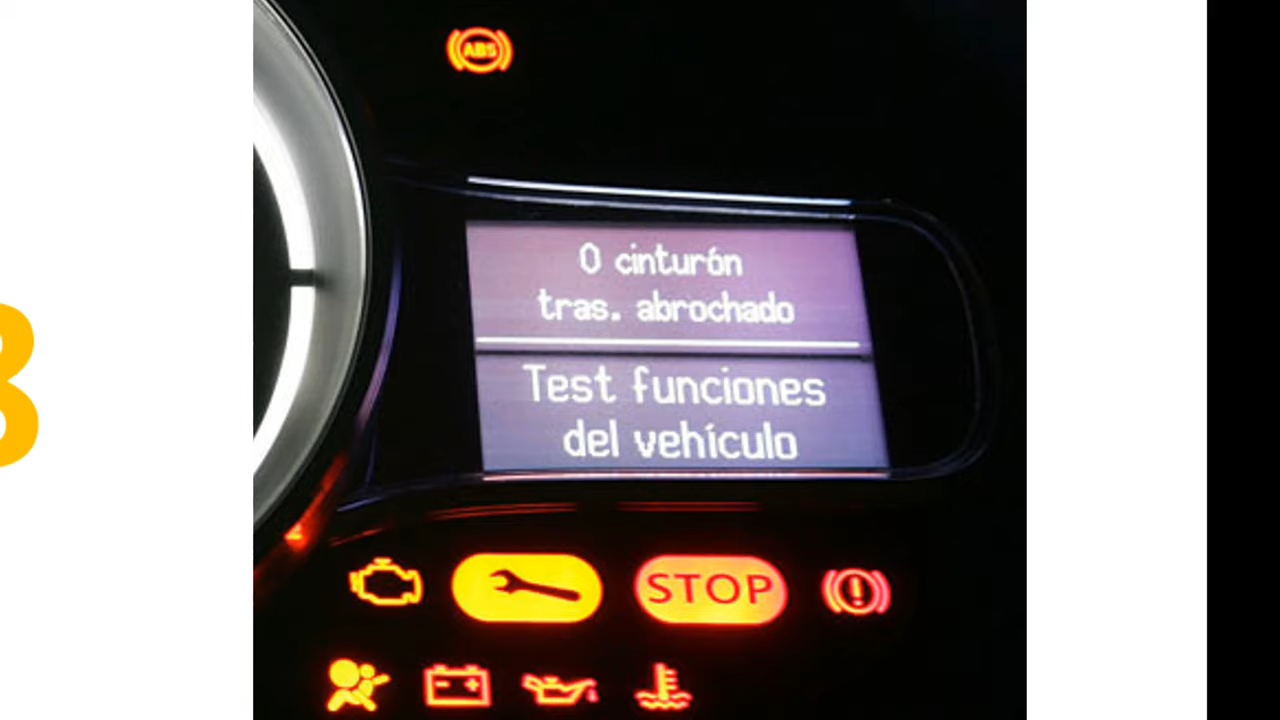 ABS
0 cinturón
tras. abrochado
Test funciones
del vehículo
STOP